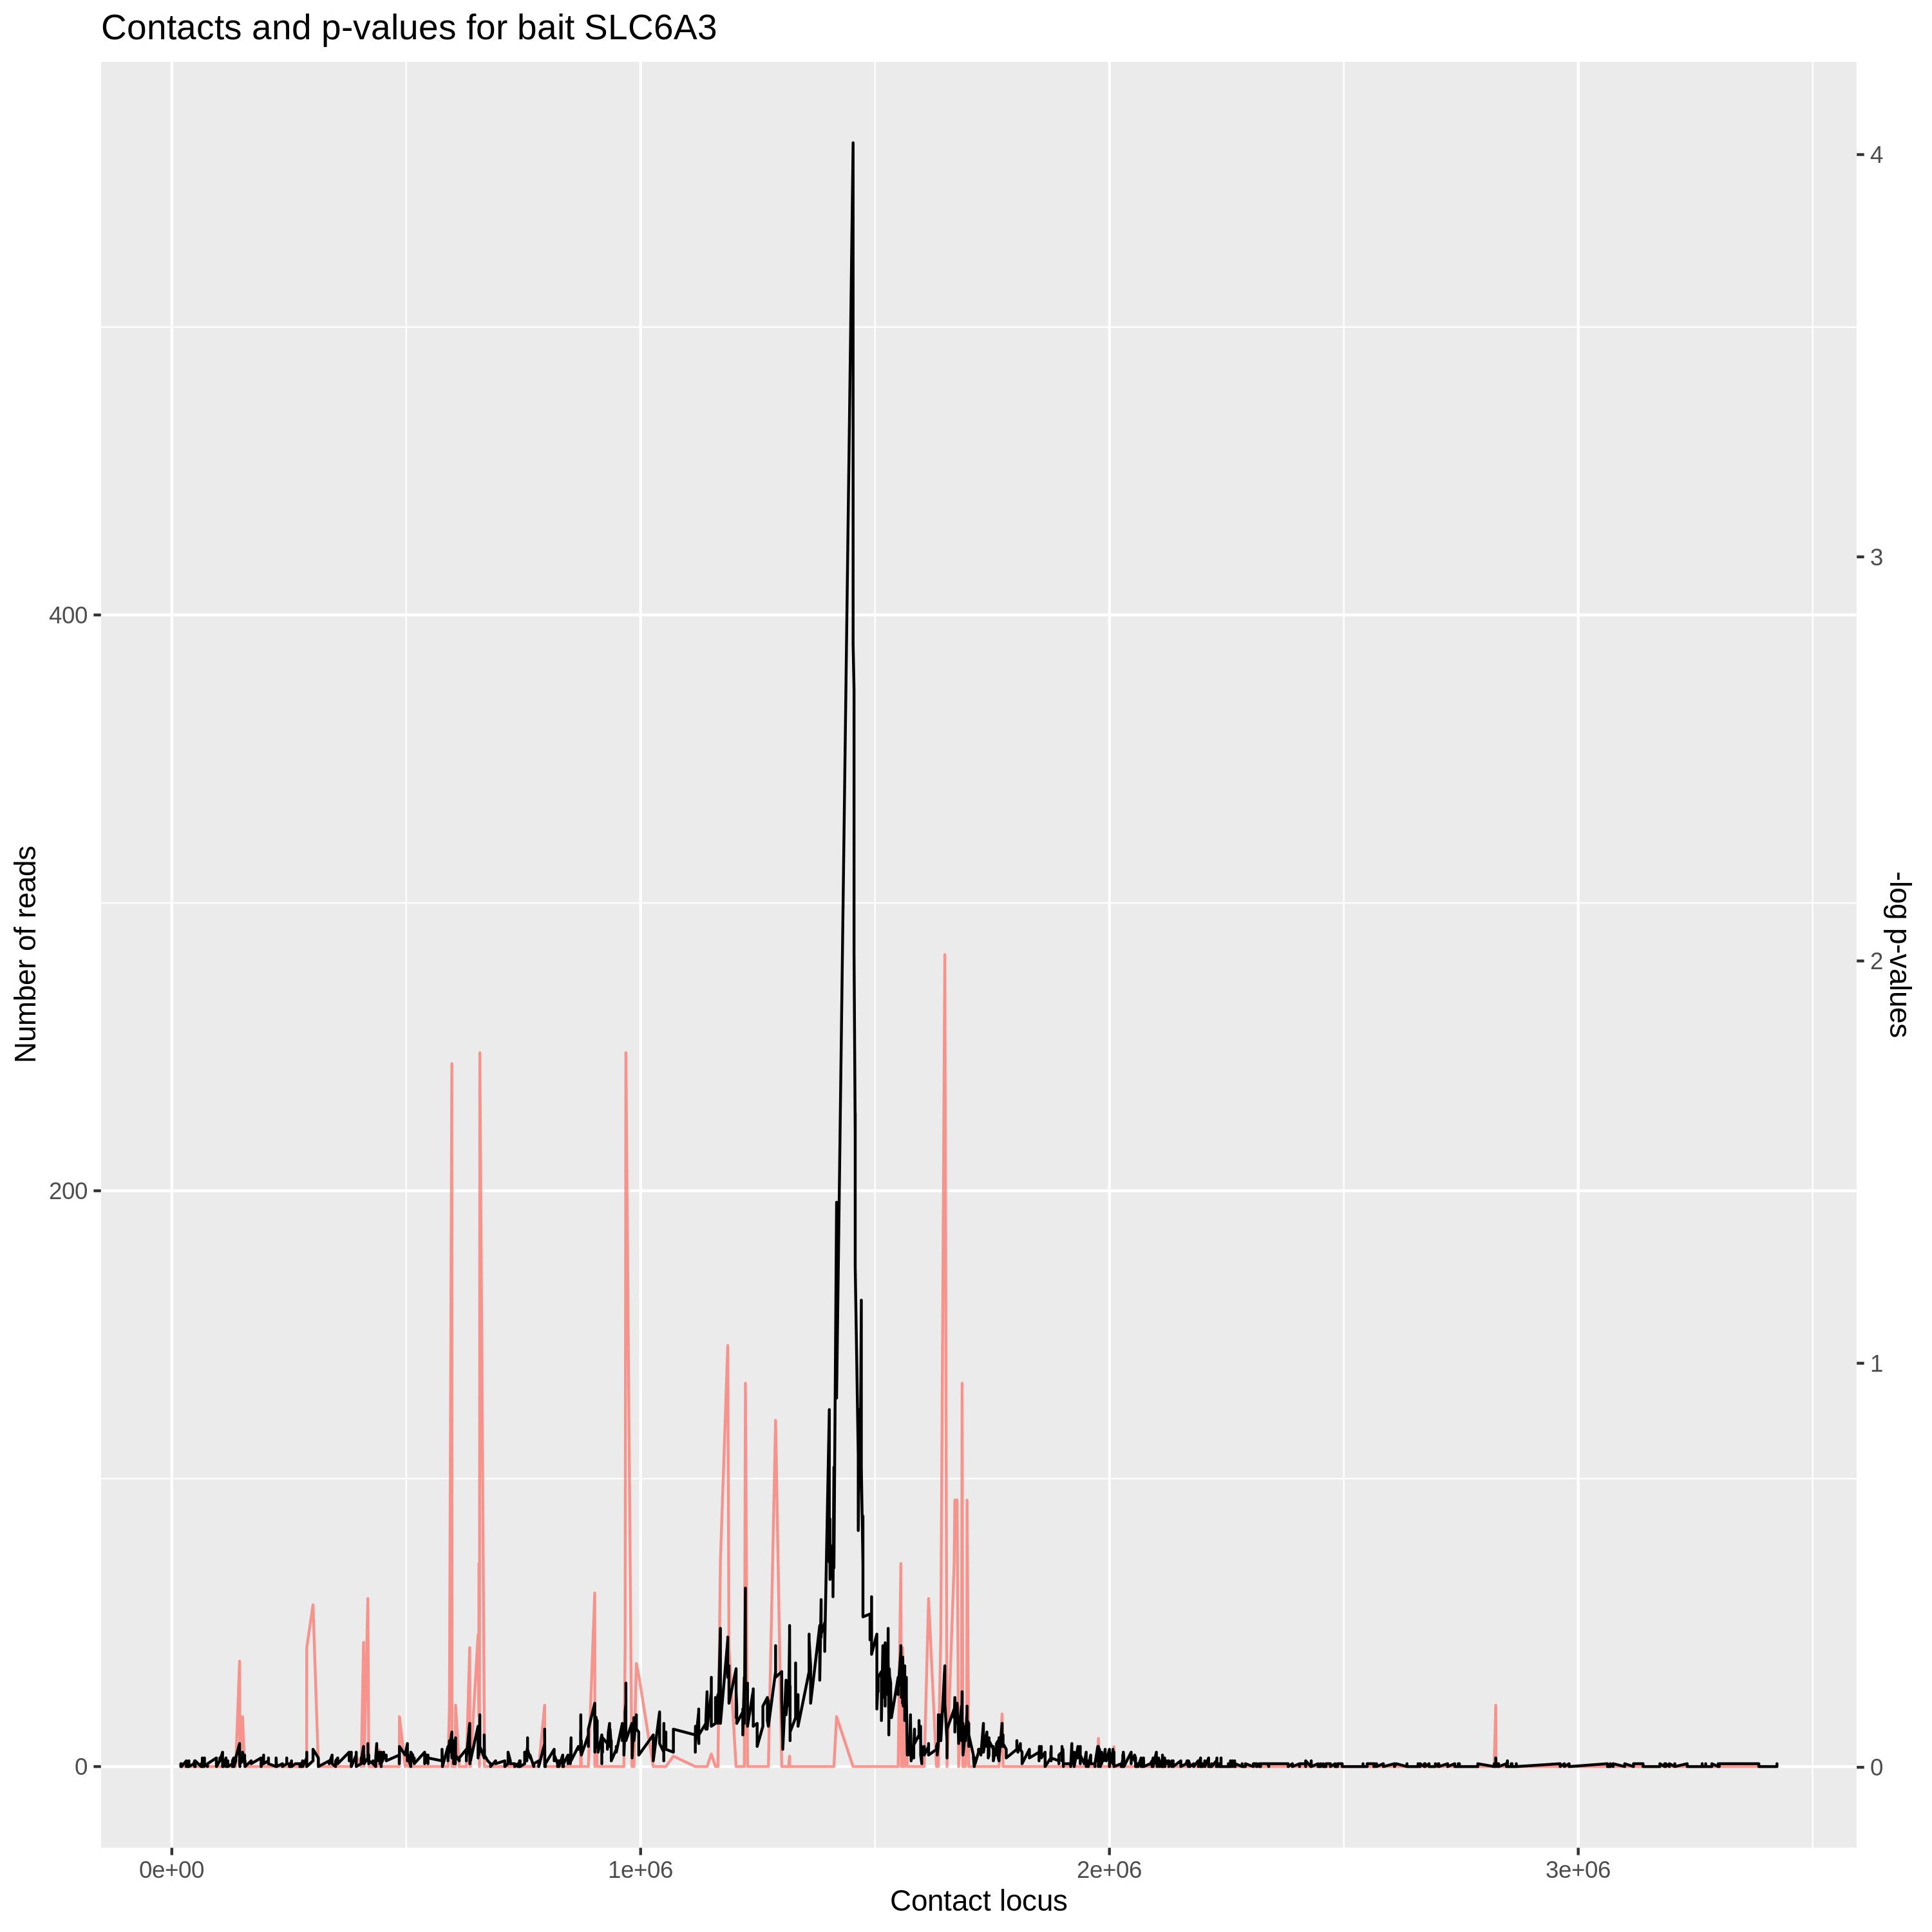 Contacts and p-values for bait SLC6A3
Number of reads
400
200
0
4
3
2
1
0
-log p-values
0e+00 1e+06 2e+06 3e+06
Contact locus